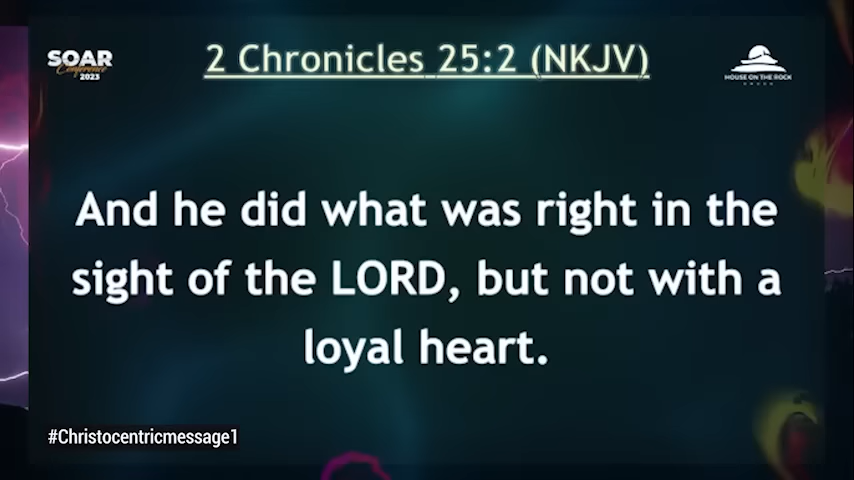 SOAR
Conference
2023
2 Chronicles 25:2 (NKJV)
HOUSE ON THE ROCK
And he did what was right in the
sight of the LORD, but not with a
loyal heart.
#Christocentricmessage1